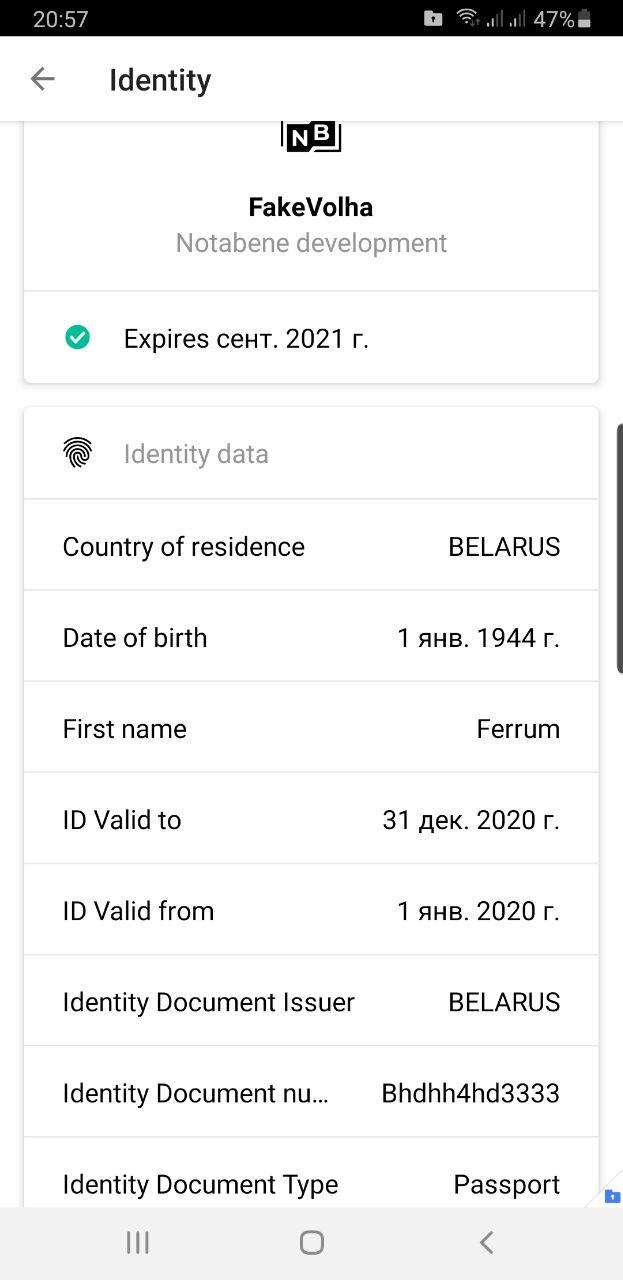 20:57
47%
Identity
NB
FakeVolha
Notabene development
Expires сент. 2021 г.
Identity data
Country of residence BELARUS
Date of birth 1 янв. 1944 г.
First name Ferrum
ID Valid to 31 дек. 2020 г.
ID Valid from 1 янв. 2020 г.
Identity Document Issuer BELARUS
Identity Document nu... Bhdhh4hd3333
Identity Document Type Passport